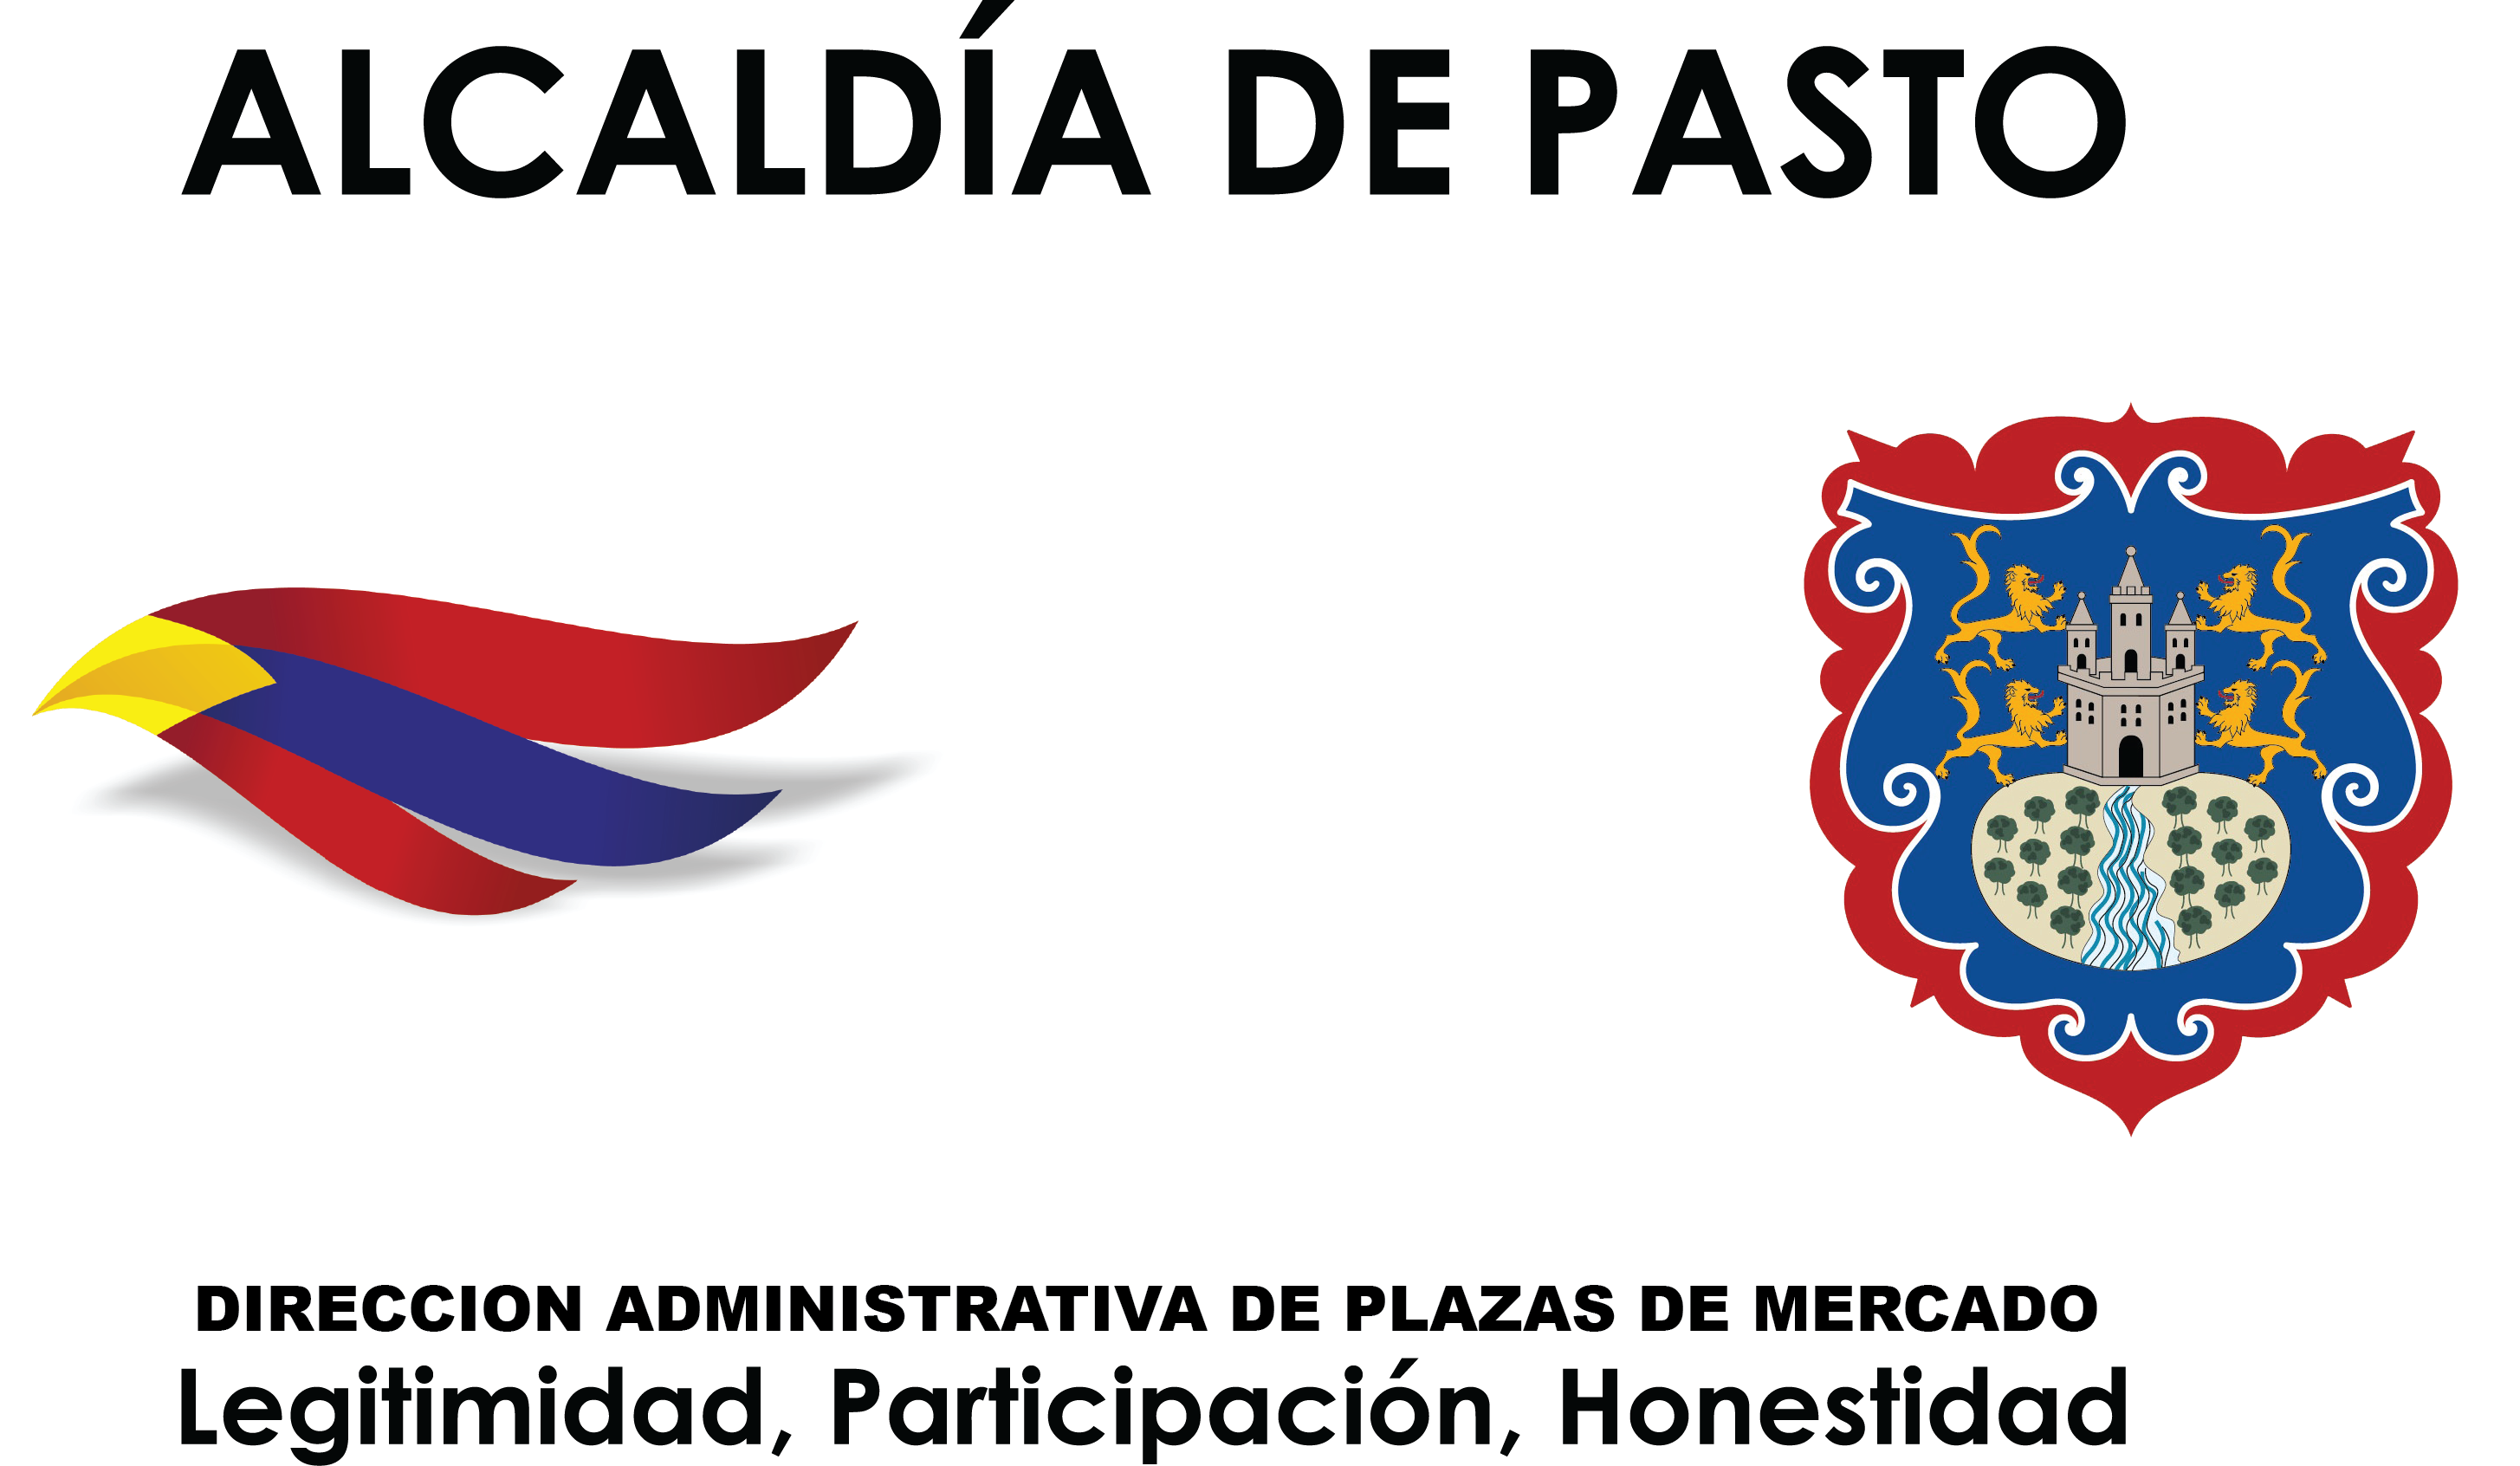 ALCALDÍA DE PASTO
DIRECCION ADMINISTRATIVA DE PLAZAS DE MERCADO
Legitimidad, Participación, Honestidad